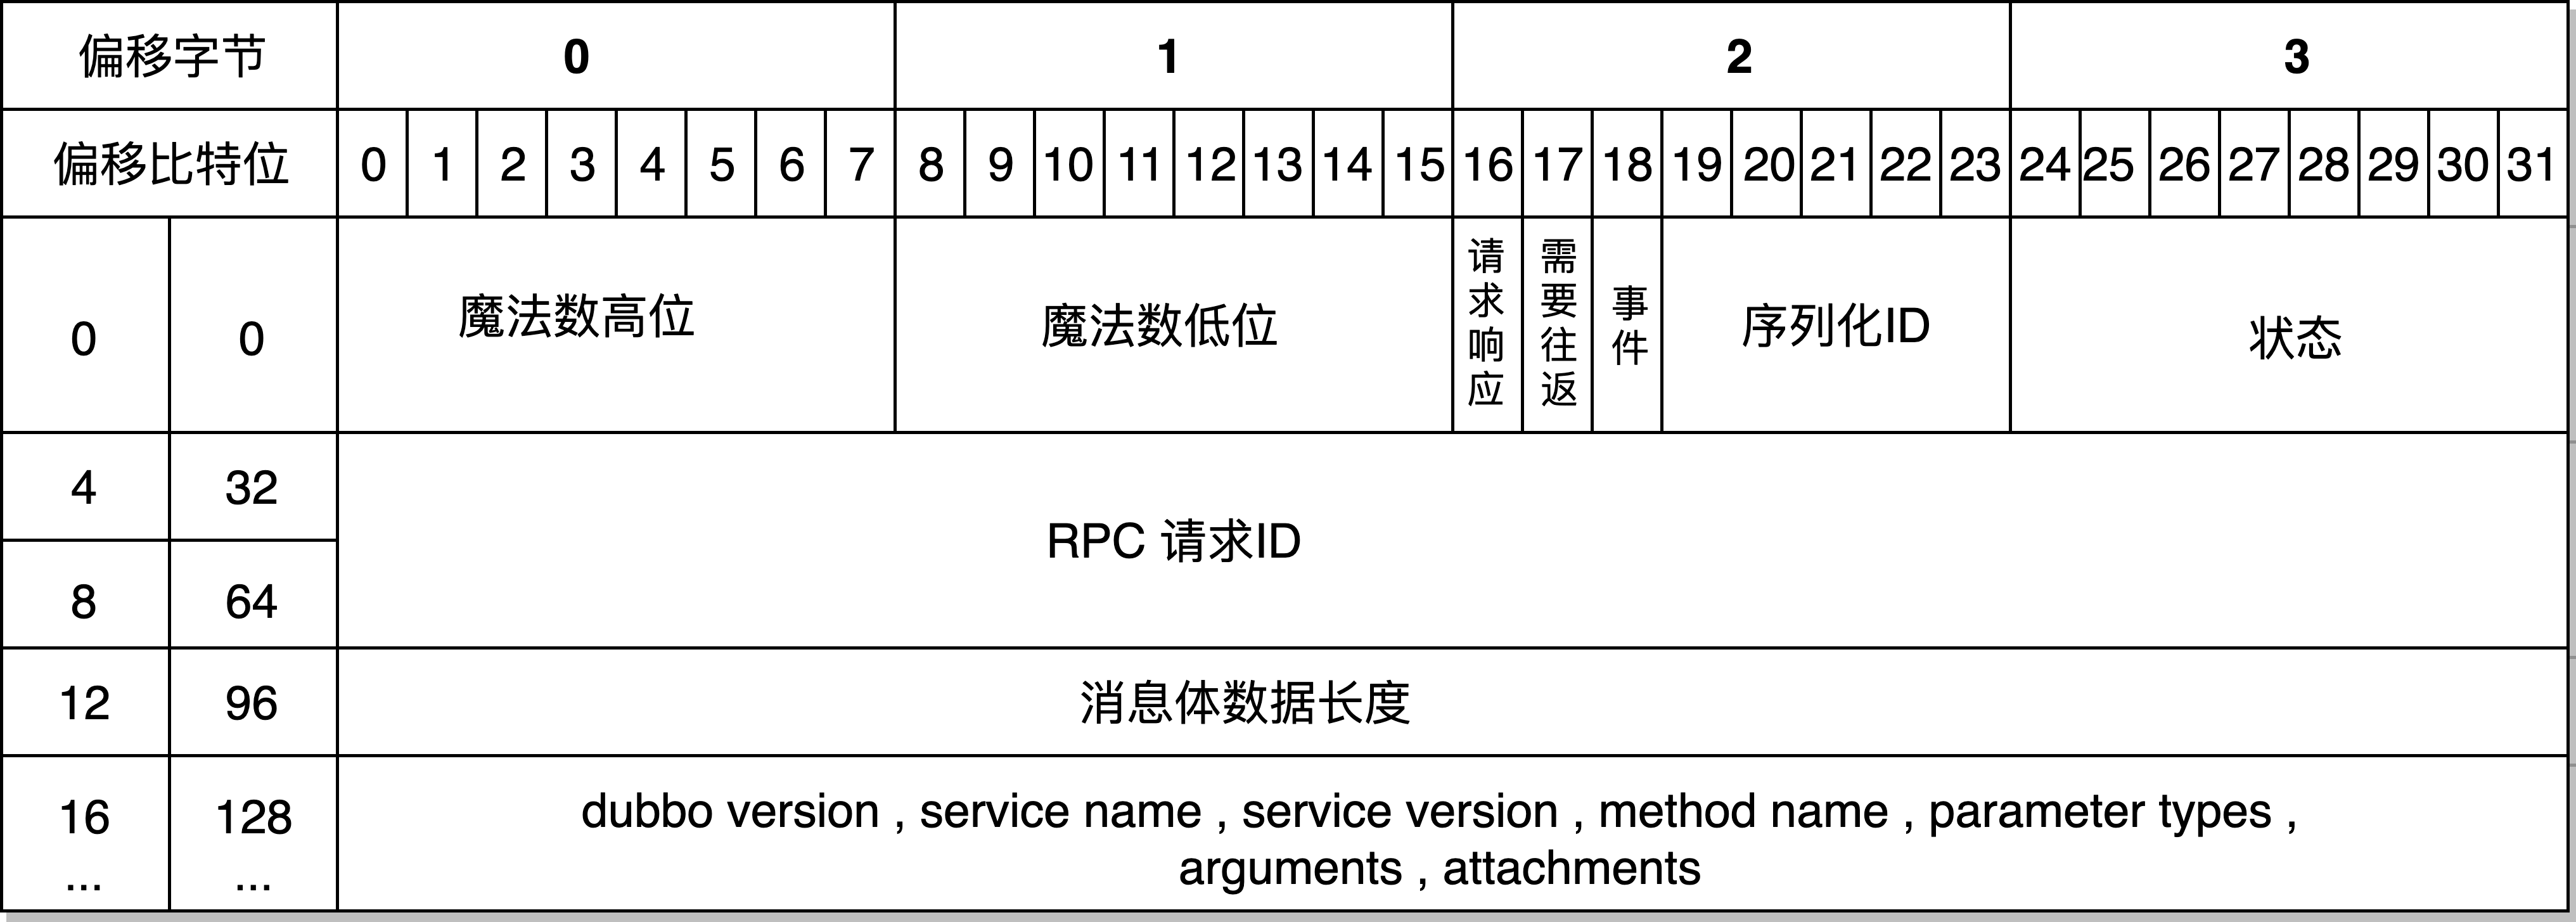 偏移字节 0 1 2 3
偏移比特位 0 1 2 3 4 5 6 7 8 9 10 11 12 13 14 15 16 17 18 19 20 21 22 23 24 25 26 27 28 29 30 31
0 0 魔法数高位 魔法数低位 请求响应 需要往返 事件 序列化ID 状态
4 32
RPC 请求ID
8 64
12 96 消息体数据长度
16 128 dubbo version , service name , service version , method name , parameter types ,
... ... arguments , attachments